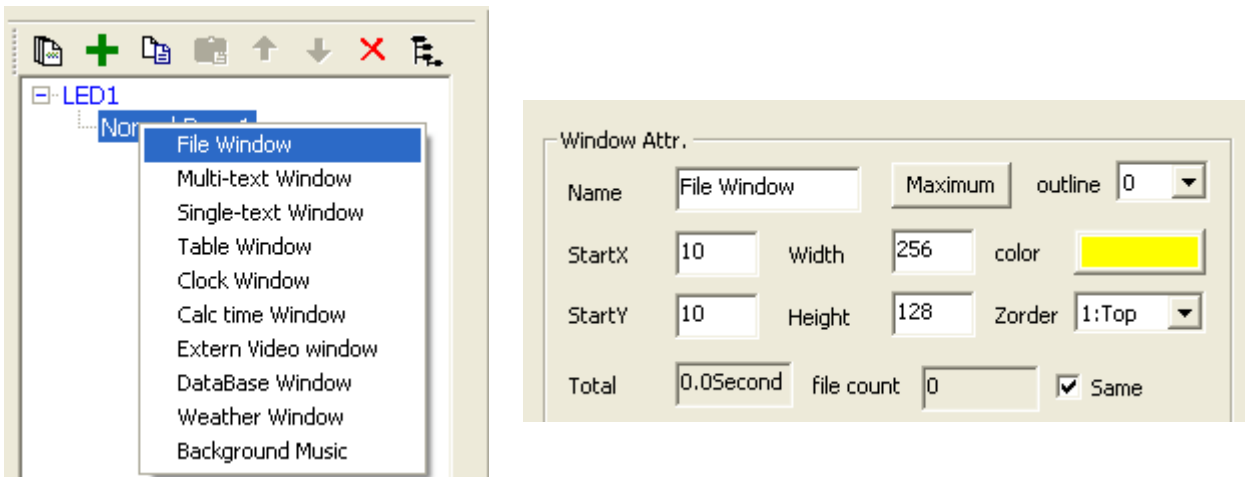 LED1
File Window
Multi-text Window
Single-text Window
Table Window
Clock Window
Calc time Window
Extern Video window
DataBase Window
Weather Window
Background Music
Window Attr.
Name File Window Maximum outline 0
StartX 10 Width 256 color
StartY 10 Height 128 Zorder 1:Top
Total 0.0Second file count 0 Same